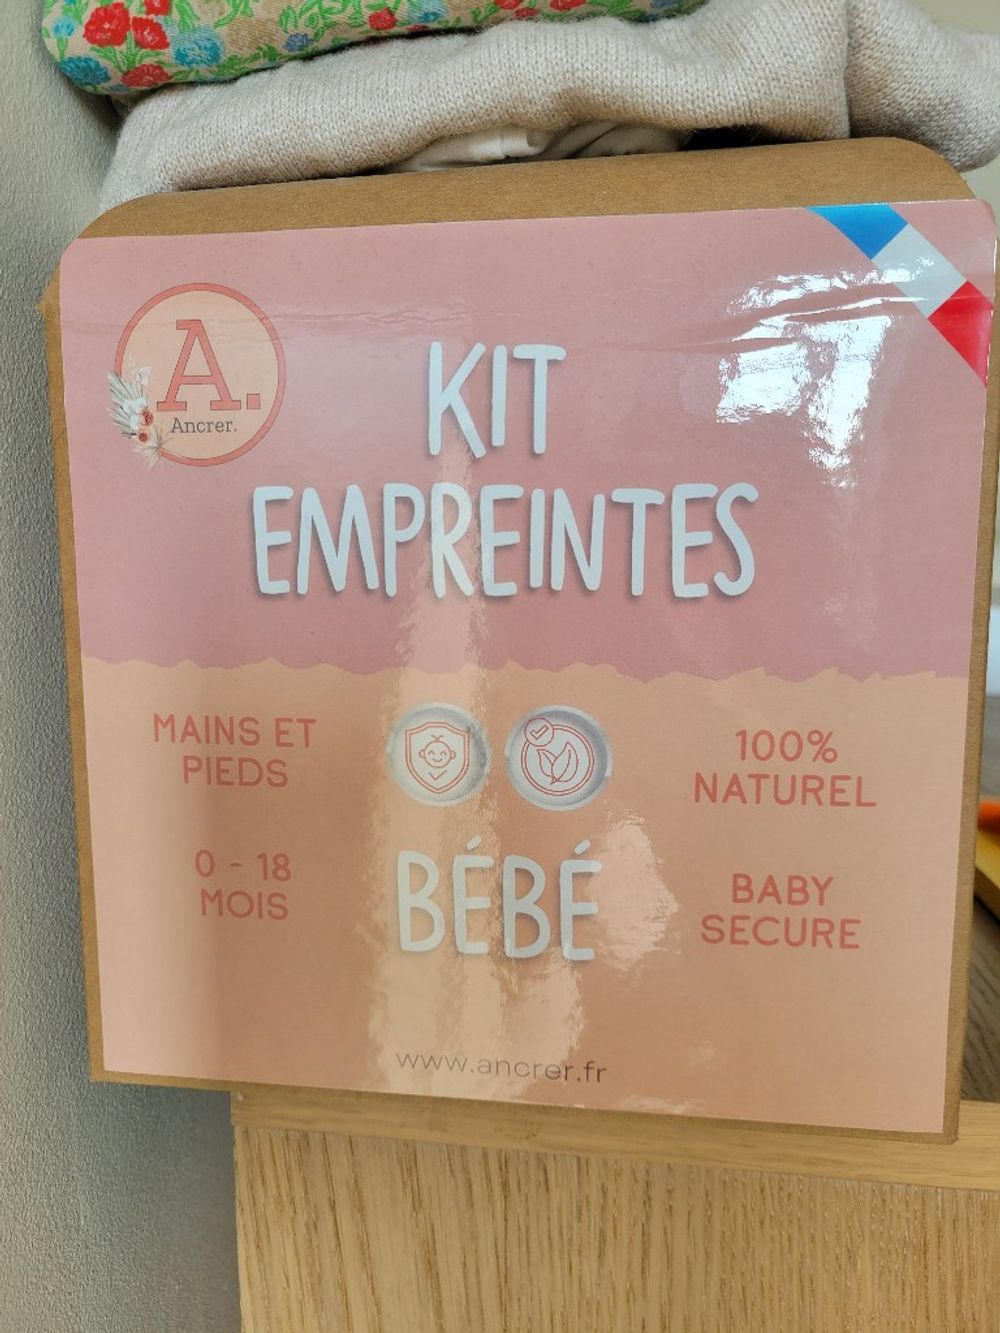 A.
Ancrer.
KIT
EMPREINTES
MAINS ET
PIEDS
0 - 18
MOIS
BÉBÉ
100%
NATUREL
BABY
SECURE
www.ancrer.fr